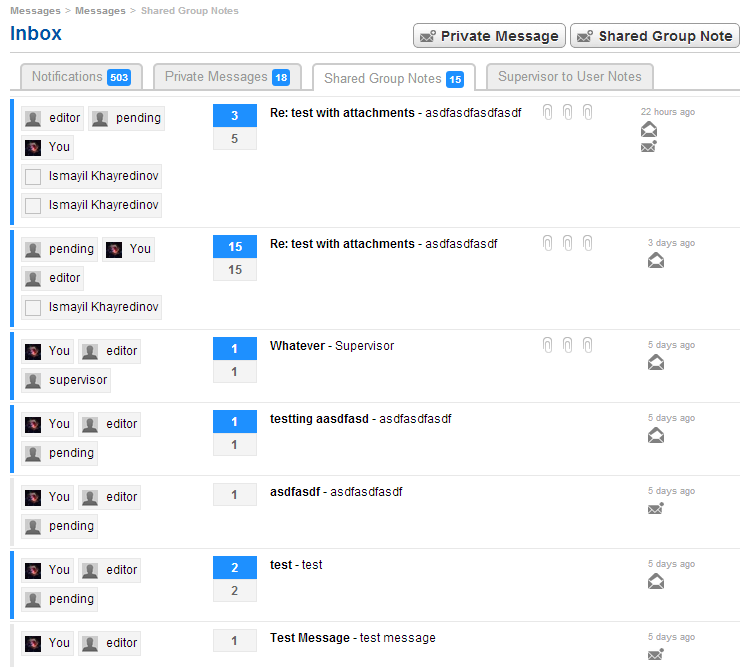 Messages > Messages > Shared Group Notes
Inbox
Private Message Shared Group Note
Notifications 503 Private Messages 18 Shared Group Notes 15 Supervisor to User Notes
editor pending 3 Re: test with attachments - asdfasdfasdfasdf 22 hours ago
You 5
Ismayil Khayredinov
Ismayil Khayredinov
pending You 15 Re: test with attachments - asdfasdfasdf 3 days ago
editor 15
Ismayil Khayredinov
You editor 1 Whatever - Supervisor 5 days ago
supervisor 1
You editor 1 testting aasdfasd - asdfasdfasdf 5 days ago
pending 1
You editor 1 asdfasdf - asdfasdfasdf 5 days ago
pending
You editor 2 test - test 5 days ago
pending 2
You editor 1 Test Message - test message 5 days ago